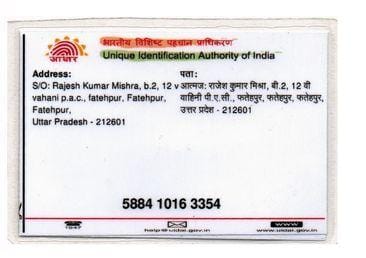 भारतीय विशिष्ट पहचान प्राधिकरण
Unique Identification Authority of India
आधार
Address:
S/O: Rajesh Kumar Mishra, b.2, 12 v
vahani p.a.c., fatehpur, Fatehpur,
Fatehpur,
Uttar Pradesh - 212601
पता :
आत्मज: राजेश कुमार मिश्रा, बी.2, 12 वी
वाहिनी पी.ए.सी., फतेहपुर, फतेहपुर, फतेहपुर,
उत्तर प्रदेश - 212601
5884 1016 3354
1947
help@uidai.gov.in
www.uidai.gov.in